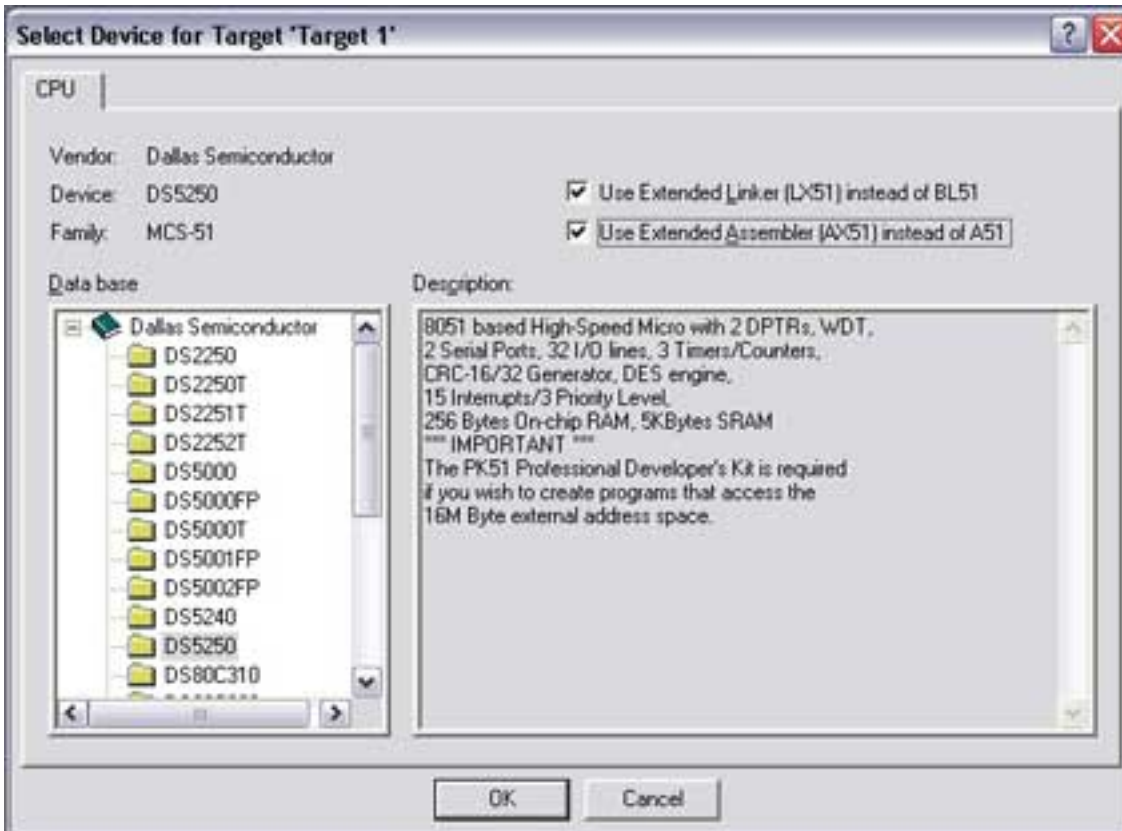 Select Device for Target 'Target 1'
CPU
Vendor: Dallas Semiconductor
Device: DS5250
Family: MCS-51
Use Extended Linker (LX51) instead of BL51
Use Extended Assembler (AX51) instead of A51
Data base
Dallas Semiconductor
DS2250
DS2250T
DS2251T
DS2252T
DS5000
DS5000FP
DS5000T
DS5001FP
DS5002FP
DS5240
DS5250
DS80C310
Description:
8051 based High-Speed Micro with 2 DPTRs, WDT,
2 Serial Ports, 32 I/O lines, 3 Timers/Counters,
CRC-16/32 Generator, DES engine,
15 Interrupts/3 Priority Level,
256 Bytes On-chip RAM, 5KBytes SRAM
*** IMPORTANT ***
The PK51 Professional Developer's Kit is required
if you wish to create programs that access the
16M Byte external address space.
OK
Cancel